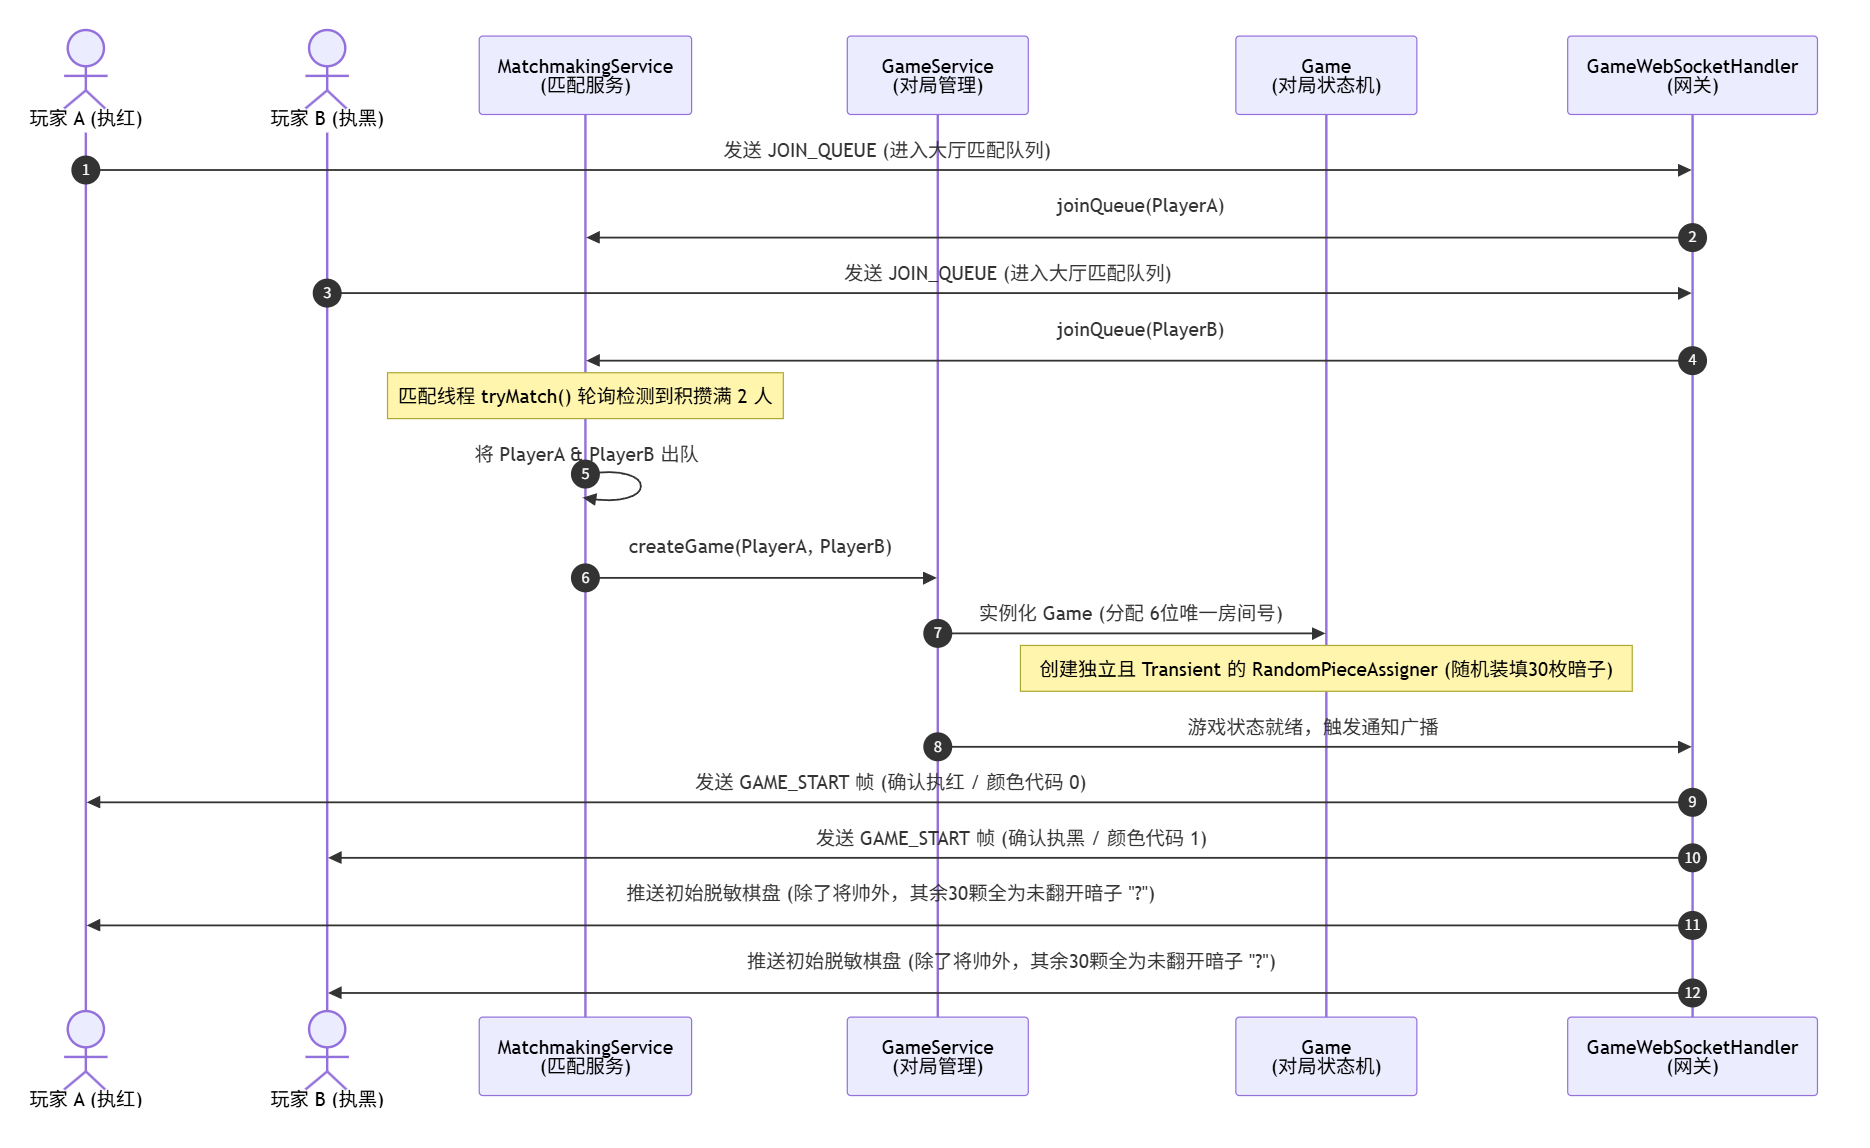 玩家 A (执红)
玩家 B (执黑)
MatchmakingService
(匹配服务)
GameService
(对局管理)
Game
(对局状态机)
GameWebSocketHandler
(网关)
发送 JOIN_QUEUE (进入大厅匹配队列)
1
joinQueue(PlayerA)
2
发送 JOIN_QUEUE (进入大厅匹配队列)
3
joinQueue(PlayerB)
4
匹配线程 tryMatch() 轮询检测到积攒满 2 人
将 PlayerA & PlayerB 出队
5
createGame(PlayerA, PlayerB)
6
实例化 Game (分配 6位唯一房间号)
7
创建独立且 Transient 的 RandomPieceAssigner (随机装填30枚暗子)
游戏状态就绪，触发通知广播
8
发送 GAME_START 帧 (确认执红 / 颜色代码 0)
9
发送 GAME_START 帧 (确认执黑 / 颜色代码 1)
10
推送初始脱敏棋盘 (除了将帅外，其余30颗全为未翻开暗子 "?")
11
推送初始脱敏棋盘 (除了将帅外，其余30颗全为未翻开暗子 "?")
12
玩家 A (执红)
玩家 B (执黑)
MatchmakingService
(匹配服务)
GameService
(对局管理)
Game
(对局状态机)
GameWebSocketHandler
(网关)